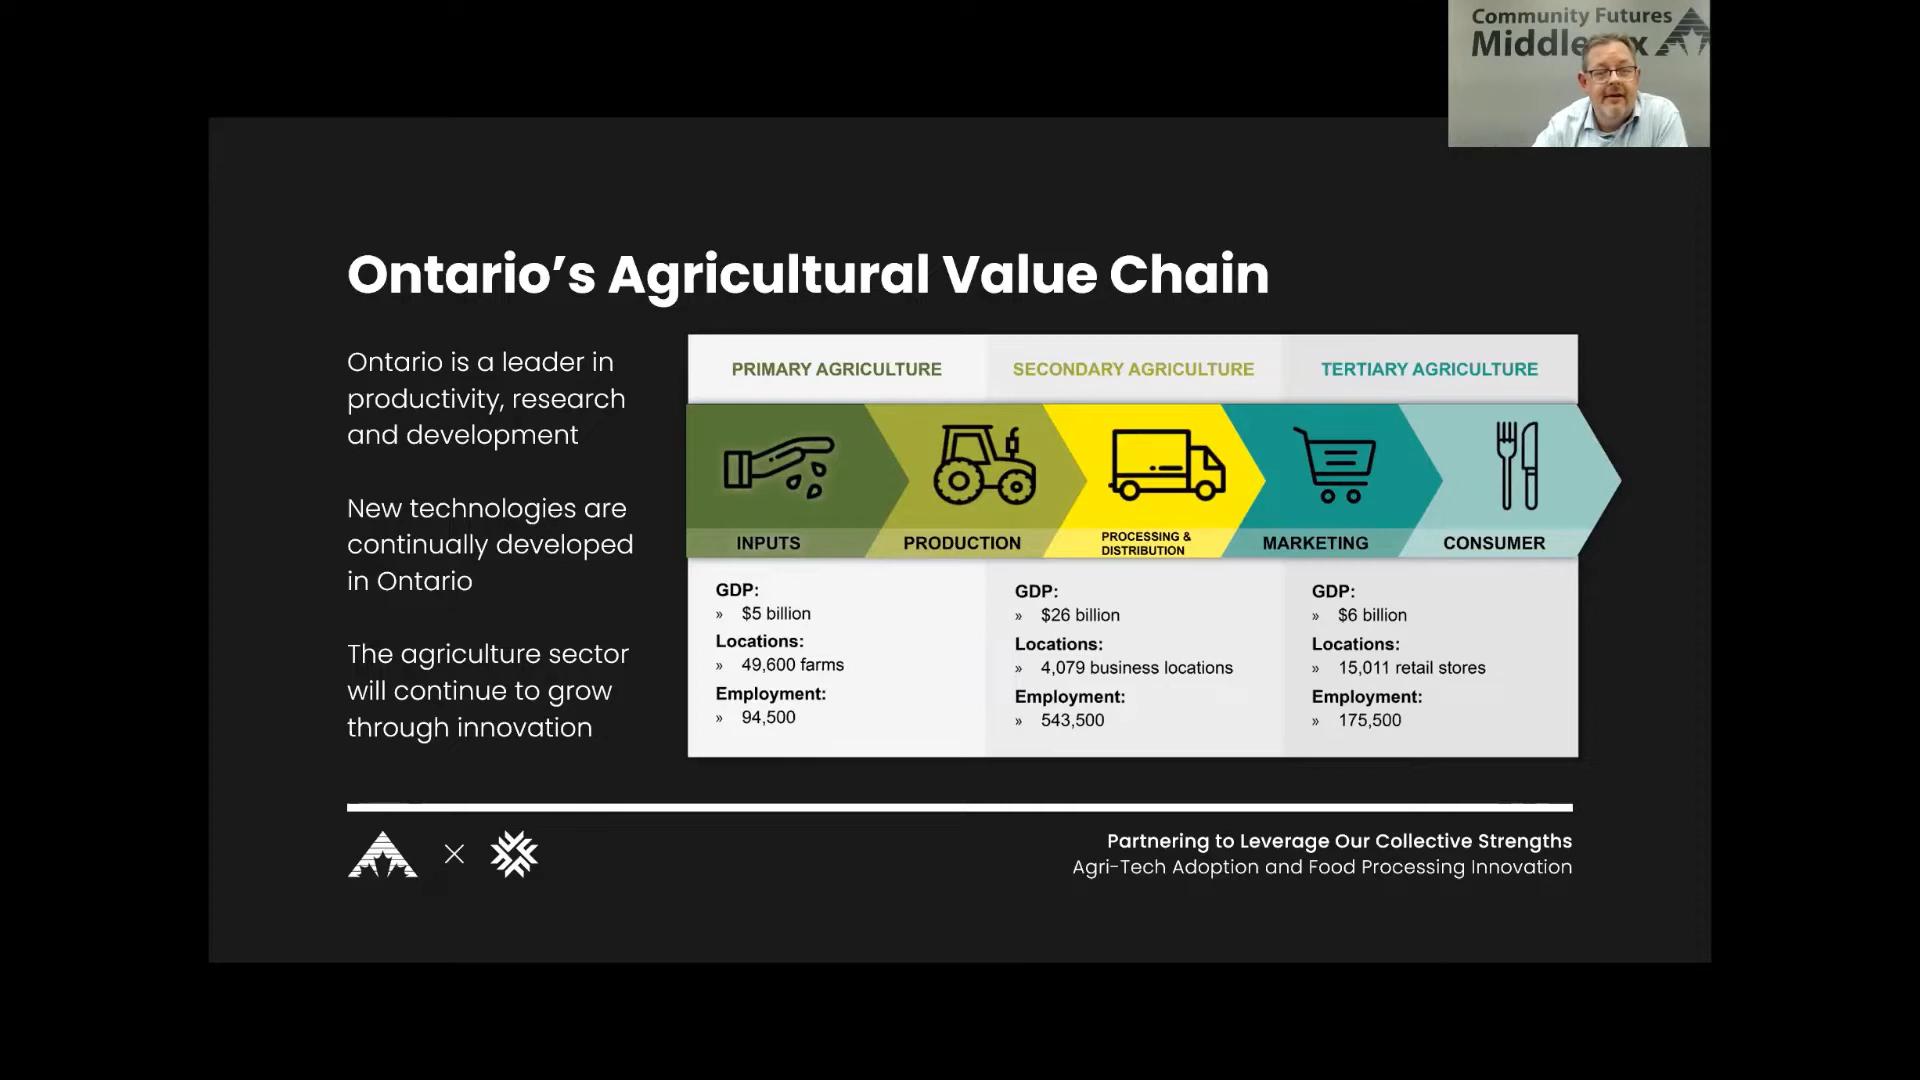 Community Futures
Ontario’s Agricultural Value Chain
Ontario is a leader in
productivity, research
and development
New technologies are
continually developed
in Ontario
The agriculture sector
will continue to grow
through innovation
PRIMARY AGRICULTURE
SECONDARY AGRICULTURE
TERTIARY AGRICULTURE
INPUTS
PRODUCTION
PROCESSING &
DISTRIBUTION
MARKETING
CONSUMER
GDP:
» $5 billion
Locations:
» 49,600 farms
Employment:
» 94,500
GDP:
» $26 billion
Locations:
» 4,079 business locations
Employment:
» 543,500
GDP:
» $6 billion
Locations:
» 15,011 retail stores
Employment:
» 175,500
Partnering to Leverage Our Collective Strengths
Agri-Tech Adoption and Food Processing Innovation